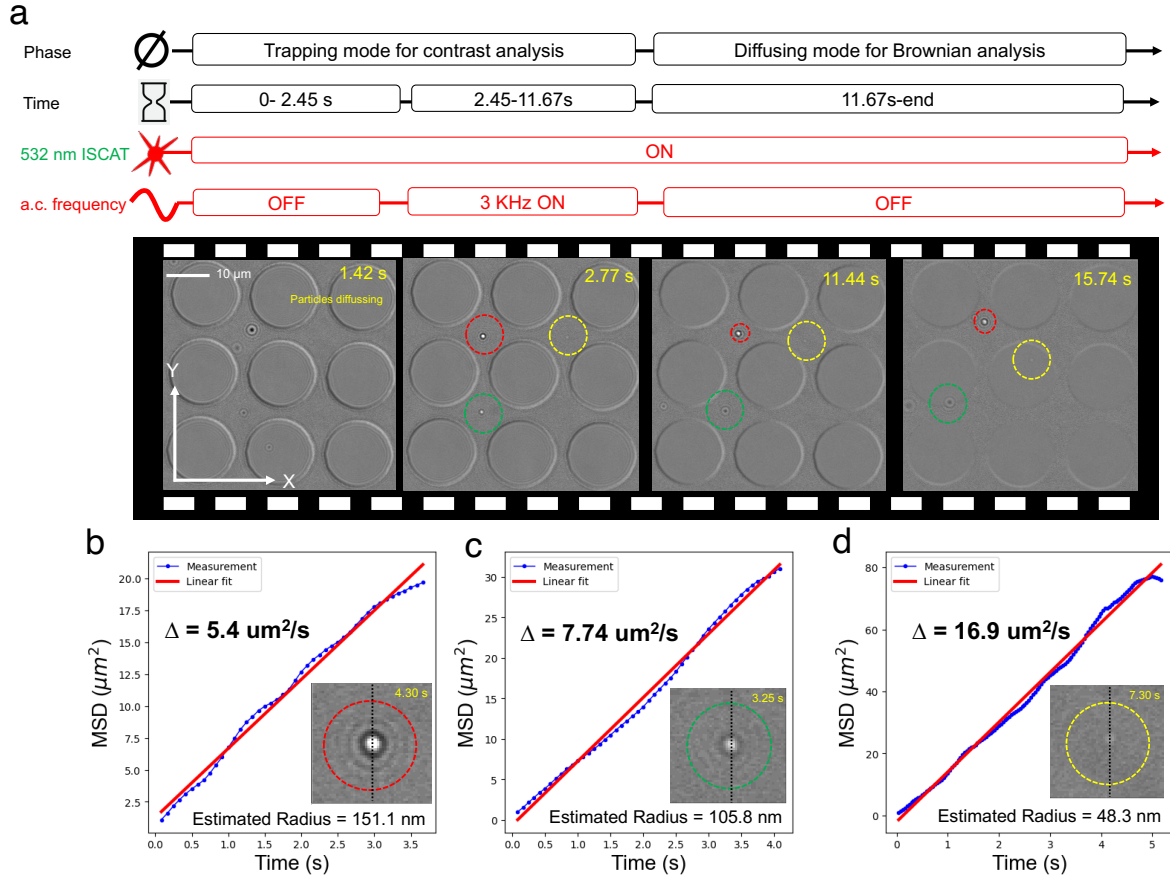 a
Phase
Trapping mode for contrast analysis
Diffusing mode for Brownian analysis
Time
0- 2.45 s
2.45-11.67s
11.67s-end
532 nm ISCAT
ON
a.c. frequency
OFF
3 KHz ON
OFF
10 µm
1.42 s
Particles diffussing
Y
X
2.77 s
11.44 s
15.74 s
b
Measurement
Linear fit
Δ = 5.4 um²/s
4.30 s
Estimated Radius = 151.1 nm
MSD (µm²)
20.0
17.5
15.0
12.5
10.0
7.5
5.0
2.5
0.0 0.5 1.0 1.5 2.0 2.5 3.0 3.5
Time (s)
c
Measurement
Linear fit
Δ = 7.74 um²/s
3.25 s
Estimated Radius = 105.8 nm
MSD (µm²)
30
25
20
15
10
5
0
0.0 0.5 1.0 1.5 2.0 2.5 3.0 3.5 4.0
Time (s)
d
Measurement
Linear fit
Δ = 16.9 um²/s
7.30 s
Estimated Radius = 48.3 nm
MSD (µm²)
80
60
40
20
0
0 1 2 3 4 5
Time (s)